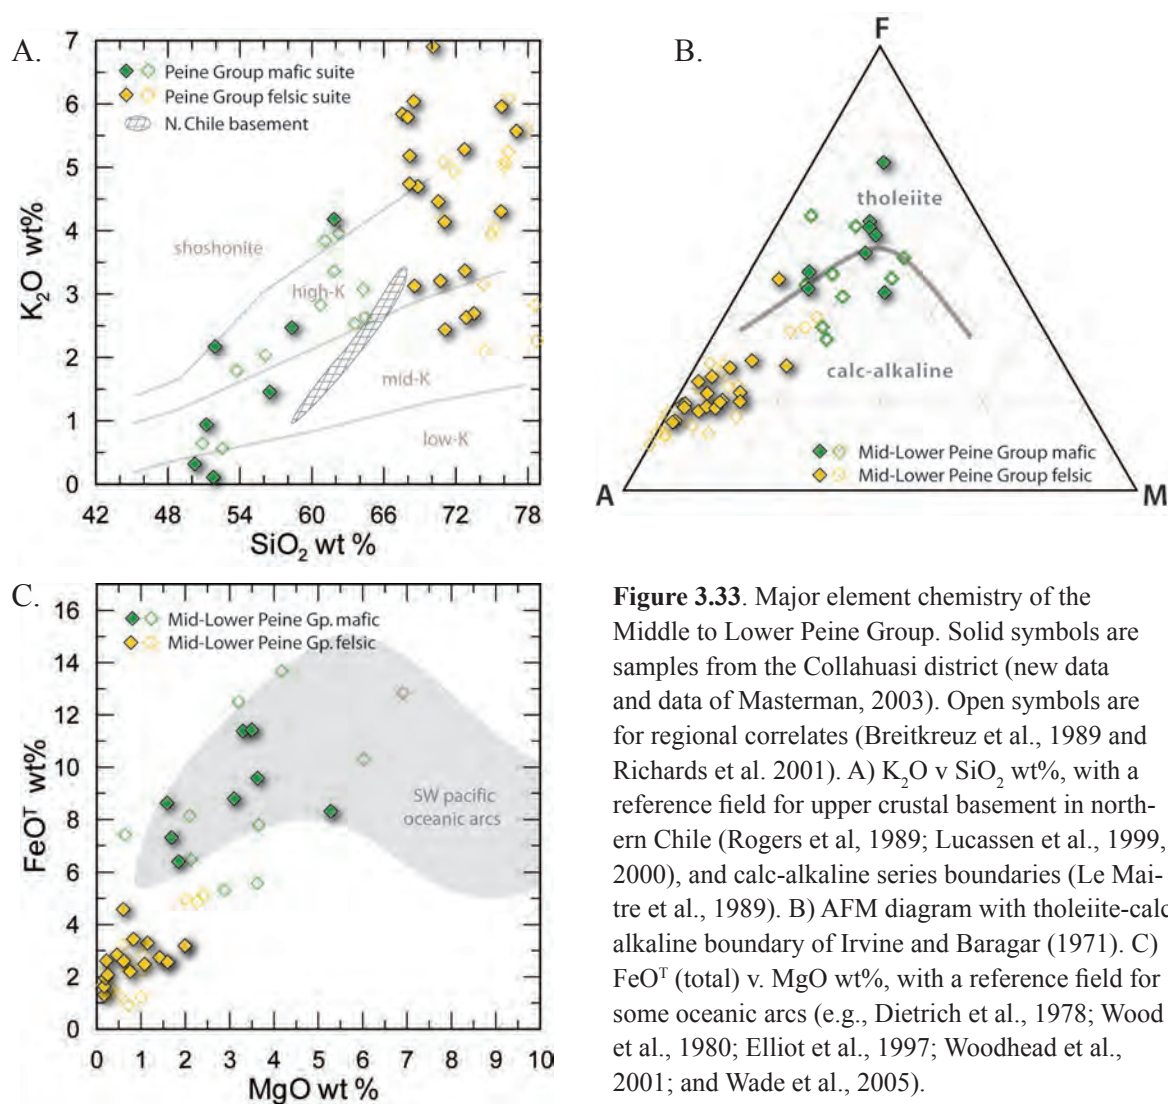 A.
7
6
5
4
3
2
1
0
K2O wt%
Peine Group mafic suite
Peine Group felsic suite
N. Chile basement
shoshonite
high-K
mid-K
low-K
42 48 54 60 66 72 78
SiO2 wt %
B.
F
tholeiite
calc-alkaline
Mid-Lower Peine Group mafic
Mid-Lower Peine Group felsic
A
M
C.
16
14
12
10
8
6
4
2
0
FeOT wt%
Mid-Lower Peine Gp. mafic
Mid-Lower Peine Gp. felsic
SW pacific
oceanic arcs
0 1 2 3 4 5 6 7 8 9 10
MgO wt %
Figure 3.33. Major element chemistry of the
Middle to Lower Peine Group. Solid symbols are
samples from the Collahuasi district (new data
and data of Masterman, 2003). Open symbols are
for regional correlates (Breitkreuz et al., 1989 and
Richards et al. 2001). A) K2O v SiO2 wt%, with a
reference field for upper crustal basement in north-
ern Chile (Rogers et al, 1989; Lucassen et al., 1999,
2000), and calc-alkaline series boundaries (Le Mai-
tre et al., 1989). B) AFM diagram with tholeiite-calc
alkaline boundary of Irvine and Baragar (1971). C)
FeOT (total) v. MgO wt%, with a reference field for
some oceanic arcs (e.g., Dietrich et al., 1978; Wood
et al., 1980; Elliot et al., 1997; Woodhead et al.,
2001; and Wade et al., 2005).